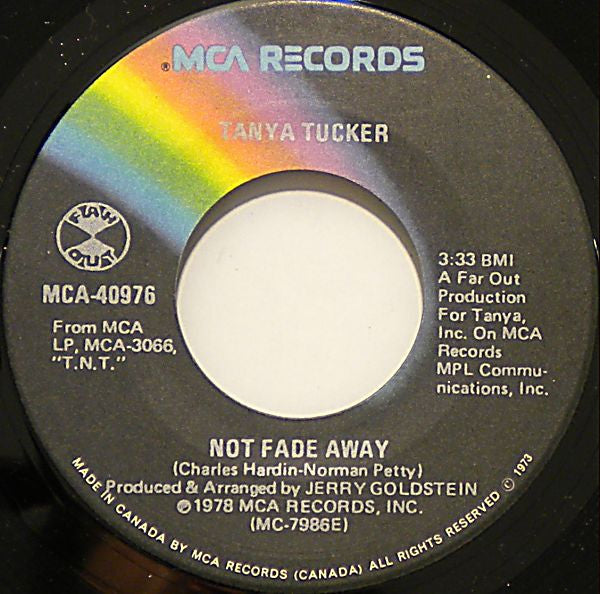 ®MCA RECORDS
TANYA TUCKER
FAR
OUT
MCA-40976
From MCA
LP, MCA-3066,
"T.N.T."
3:33 BMI
A Far Out
Production
For Tanya,
Inc. On MCA
Records
MPL Commu-
nications, Inc.
NOT FADE AWAY
(Charles Hardin-Norman Petty)
Produced & Arranged by JERRY GOLDSTEIN
℗1978 MCA RECORDS, INC.
(MC-7986E)
MADE IN CANADA BY MCA RECORDS (CANADA) ALL RIGHTS RESERVED © 1973